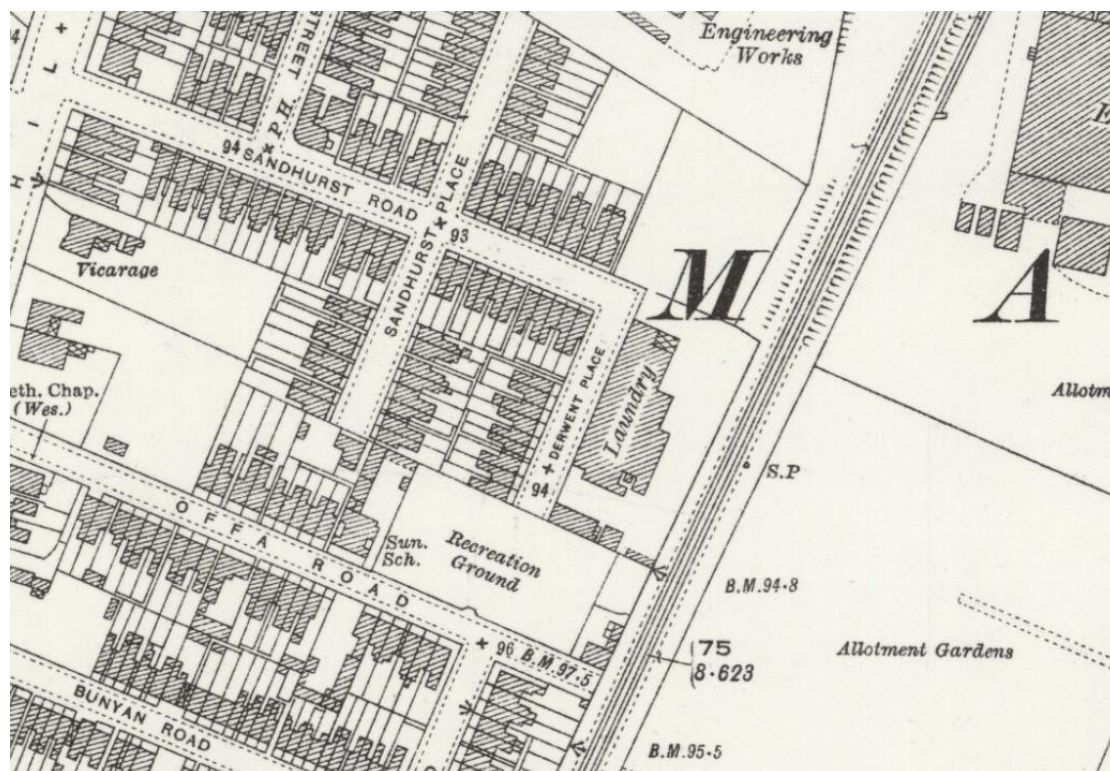 Engineering
Works
STREET
P.H.
94
SANDHURST ROAD
SANDHURST PLACE
93
Vicarage
M
A
Laundry
DERWENT PLACE
94
eth. Chap.
(Wes.)
Allotm
S.P
OFFA ROAD
Sun.
Sch.
Recreation
Ground
B.M.94·8
96
B.M.97.5
75
8·623
Allotment Gardens
BUNYAN ROAD
B.M.95·5